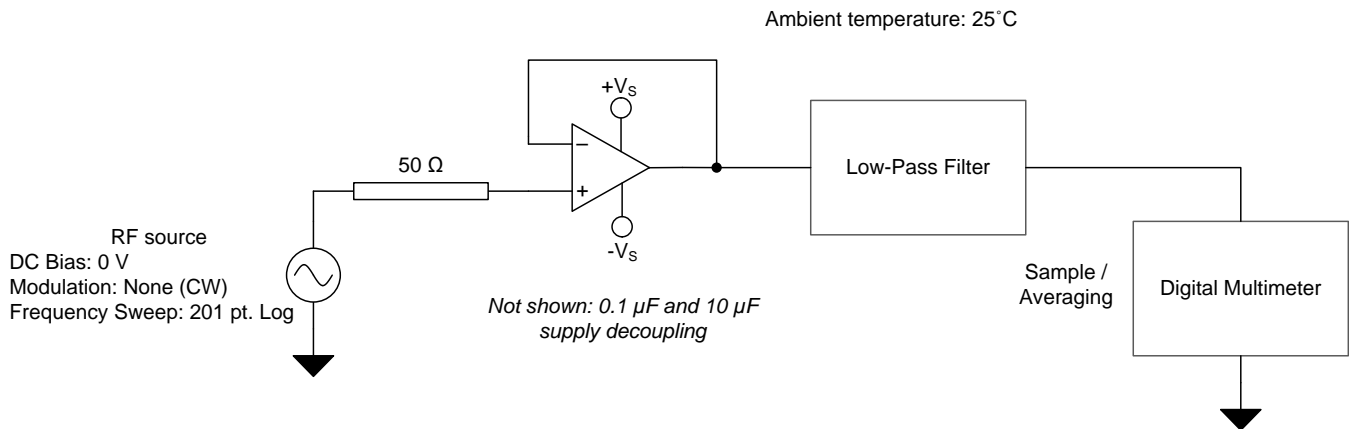 Ambient temperature: 25˚C
+VS
−
50 Ω
+
-VS
Low-Pass Filter
RF source
DC Bias: 0 V
Modulation: None (CW)
Frequency Sweep: 201 pt. Log
Not shown: 0.1 µF and 10 µF
supply decoupling
Sample /
Averaging
Digital Multimeter